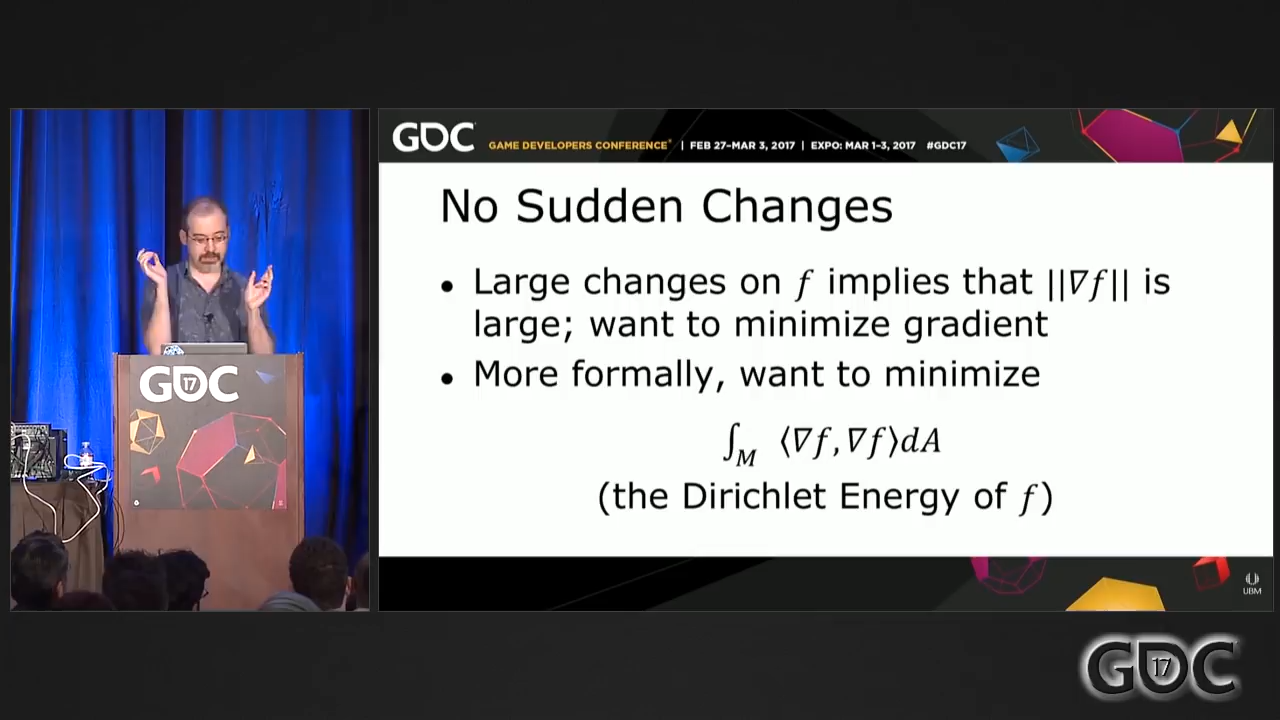 GDC
GAME DEVELOPERS CONFERENCE® | FEB 27–MAR 3, 2017 | EXPO: MAR 1–3, 2017 #GDC17
No Sudden Changes
• Large changes on f implies that ||∇f|| is
large; want to minimize gradient
• More formally, want to minimize
∫_M ⟨∇f, ∇f⟩dA
(the Dirichlet Energy of f)
UBM
GDC
17
GDC
17